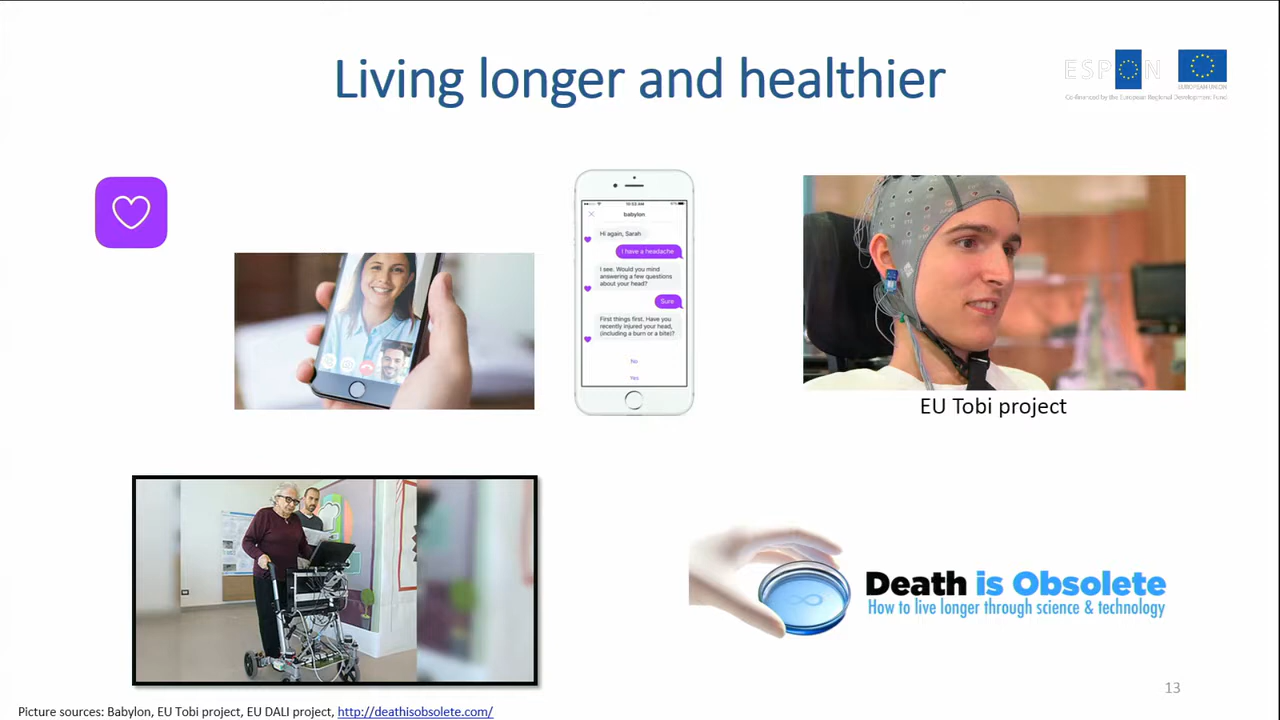 Living longer and healthier
ESPON
EUROPEAN UNION
Co-financed by the European Regional Development Fund
10:52 AM
babylon
Hi again, Sarah
I have a headache
I see. Would you mind
answering a few questions
about your head?
Sure
First things first, Have you
recently injured your head,
(including a burn or a bite)?
No
Yes
EU Tobi project
Death is Obsolete
How to live longer through science & technology
13
Picture sources: Babylon, EU Tobi project, EU DALI project, http://deathisobsolete.com/